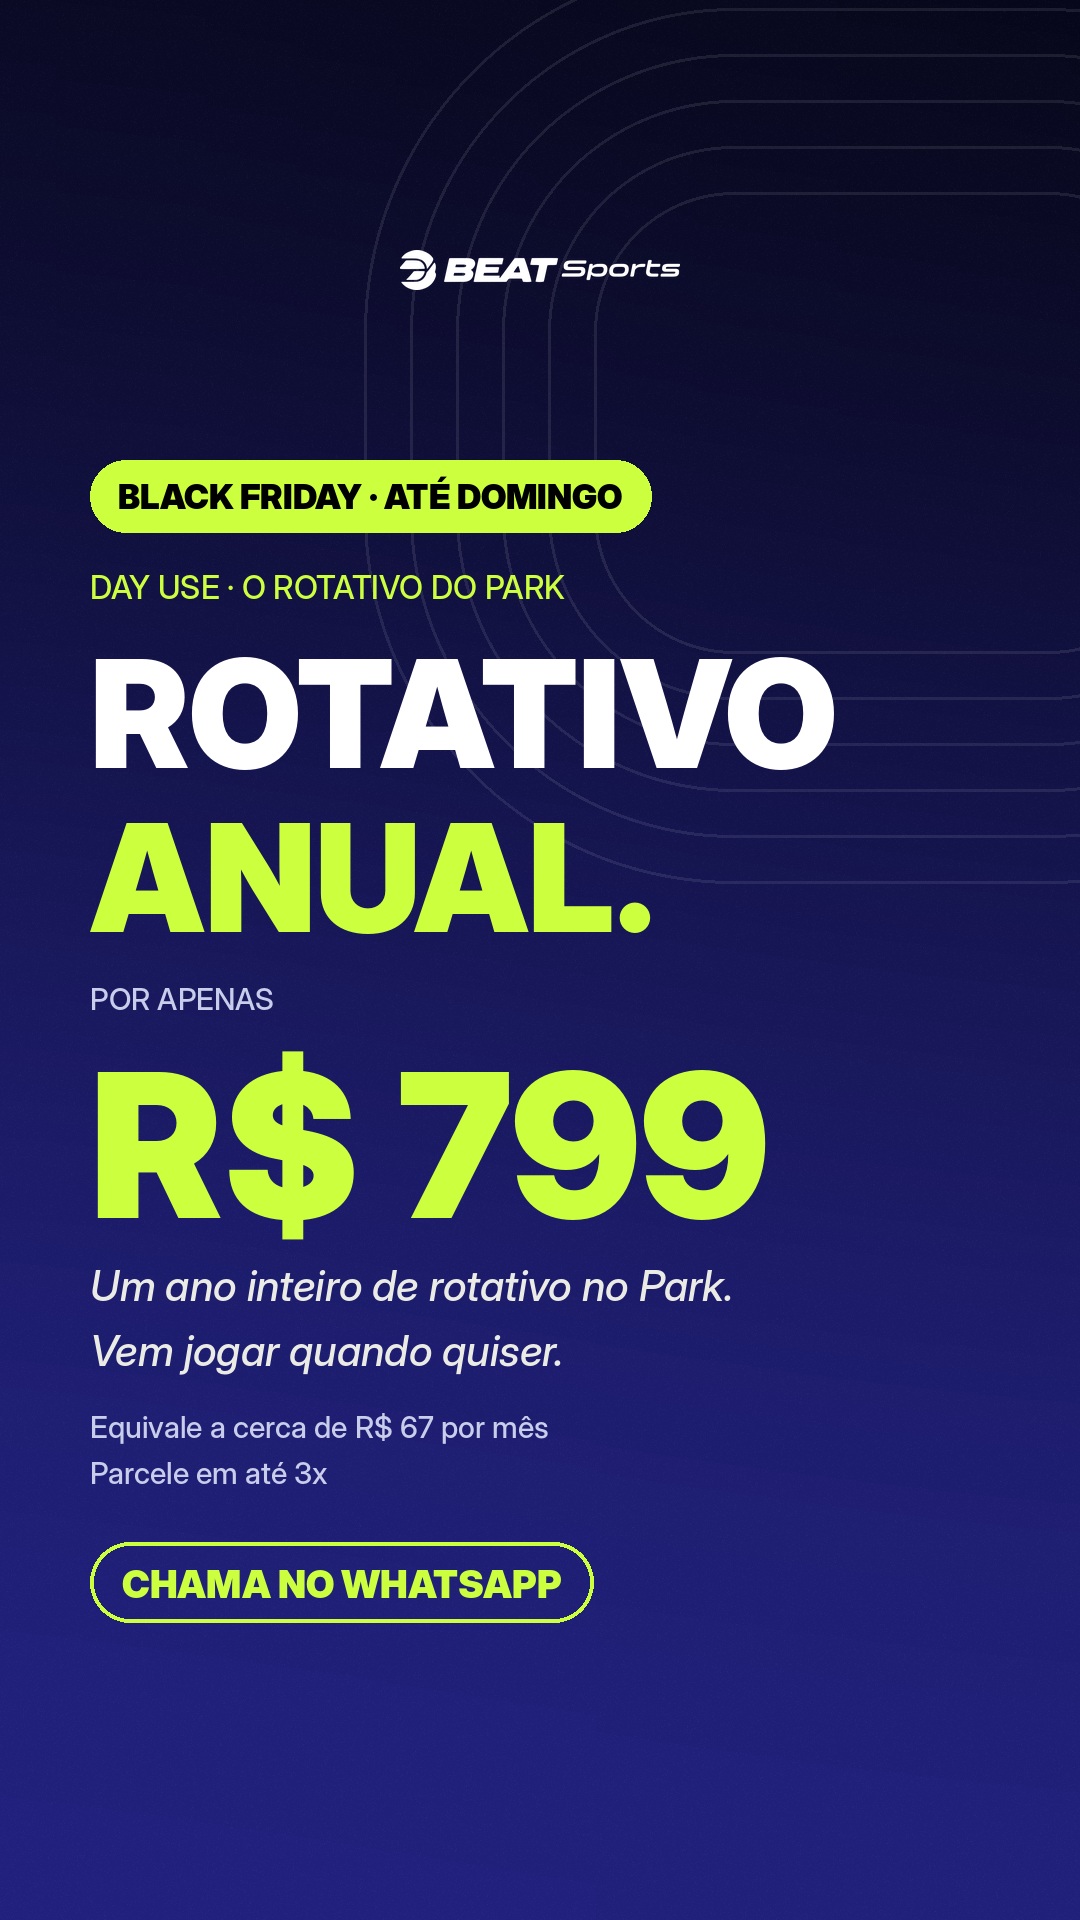 BEAT Sports
BLACK FRIDAY · ATÉ DOMINGO
DAY USE · O ROTATIVO DO PARK
ROTATIVO
ANUAL.
POR APENAS
R$ 799
Um ano inteiro de rotativo no Park.
Vem jogar quando quiser.
Equivale a cerca de R$ 67 por mês
Parcele em até 3x
CHAMA NO WHATSAPP